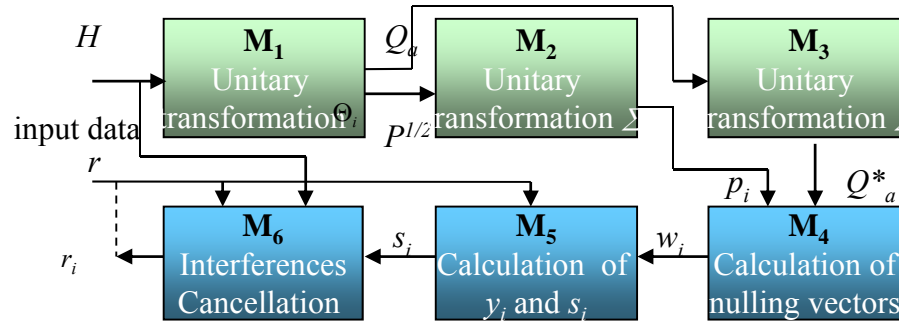 H
M₁
Unitary
transformation Θᵢ
Qₐ
P^1/2
M₂
Unitary
transformation Σ
M₃
Unitary
transformation
input data
r
pᵢ
Q*ₐ
M₆
Interferences
Cancellation
sᵢ
M₅
Calculation of
yᵢ and sᵢ
wᵢ
M₄
Calculation of
nulling vectors
rᵢ